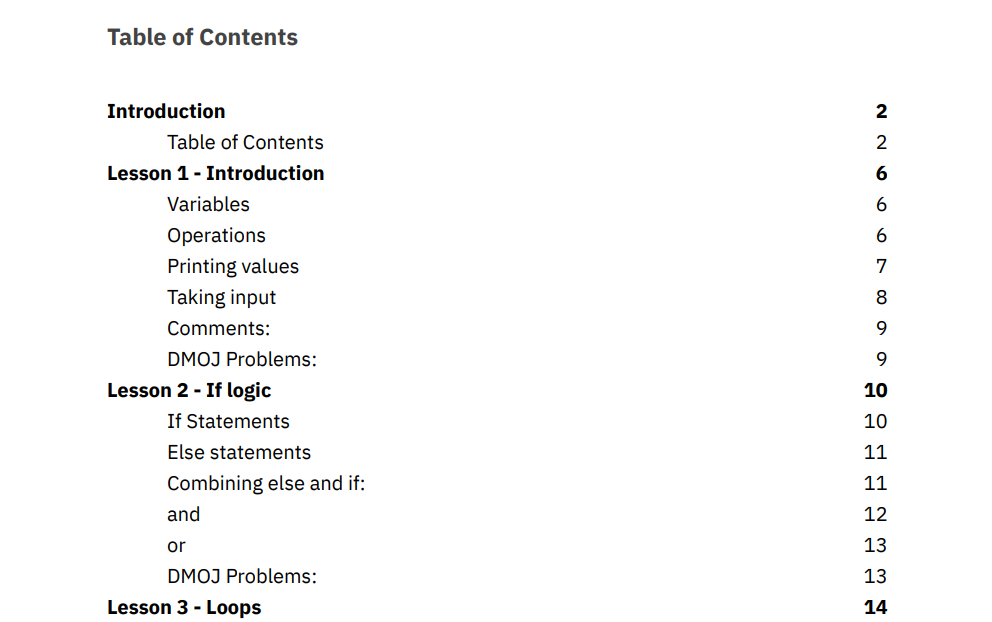 Table of Contents
Introduction 2
Table of Contents 2
Lesson 1 - Introduction 6
Variables 6
Operations 6
Printing values 7
Taking input 8
Comments: 9
DMOJ Problems: 9
Lesson 2 - If logic 10
If Statements 10
Else statements 11
Combining else and if: 11
and 12
or 13
DMOJ Problems: 13
Lesson 3 - Loops 14